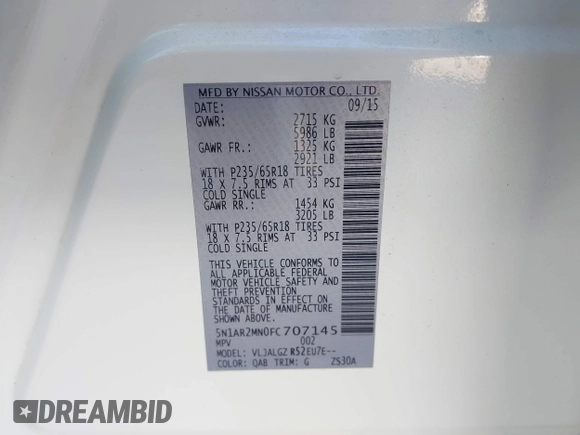 MFD BY NISSAN MOTOR CO., LTD.
DATE: 09/15
GVWR: 2715 KG
5986 LB
GAWR FR.: 1325 KG
2921 LB
WITH P235/65R18 TIRES
18 X 7.5 RIMS AT 33 PSI
COLD SINGLE
GAWR RR.: 1454 KG
3205 LB
WITH P235/65R18 TIRES
18 X 7.5 RIMS AT 33 PSI
COLD SINGLE
THIS VEHICLE CONFORMS TO
ALL APPLICABLE FEDERAL
MOTOR VEHICLE SAFETY AND
THEFT PREVENTION
STANDARDS IN EFFECT ON
THE DATE OF MANUFACTURE
SHOWN ABOVE.
5N1AR2MN0FC707145
MPV 002
MODEL: VLJALGZ R52EU7E--
COLOR: QAB TRIM: G ZS30A
DREAMBID